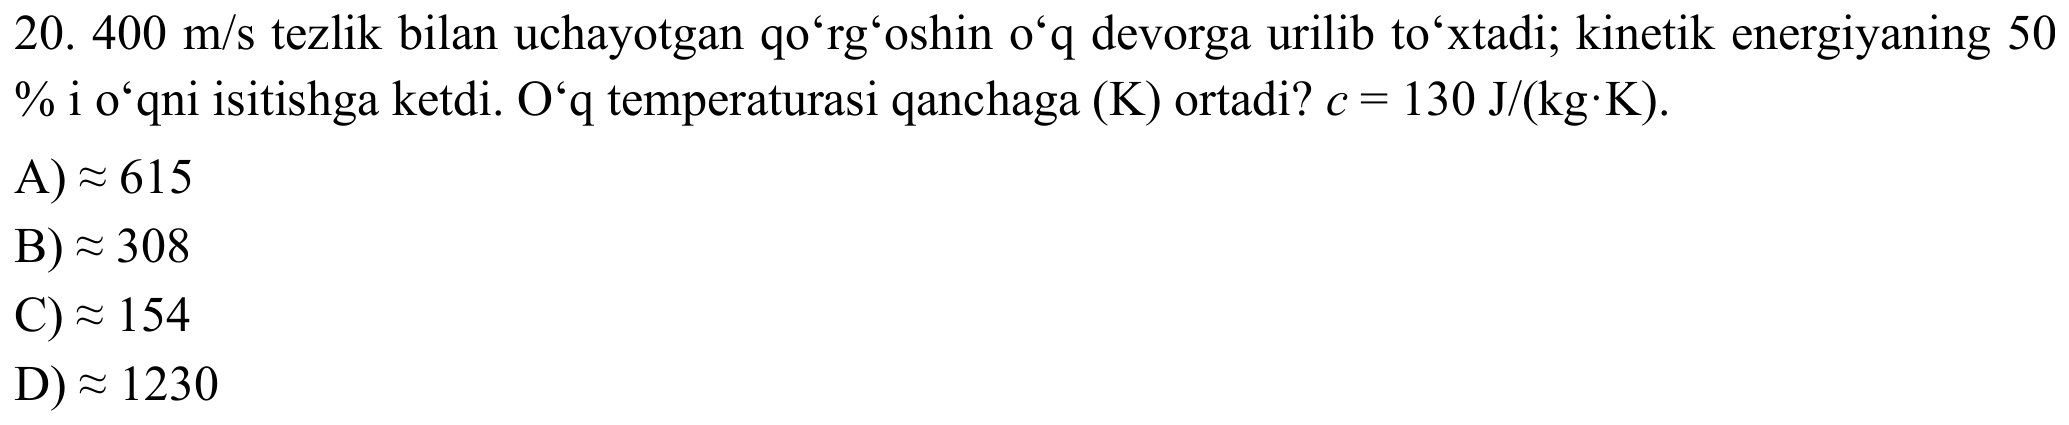 20. 400 m/s tezlik bilan uchayotgan qo‘rg‘oshin o‘q devorga urilib to‘xtadi; kinetik energiyaning 50
% i o‘qni isitishga ketdi. O‘q temperaturasi qanchaga (K) ortadi? c = 130 J/(kg·K).
A) ≈ 615
B) ≈ 308
C) ≈ 154
D) ≈ 1230